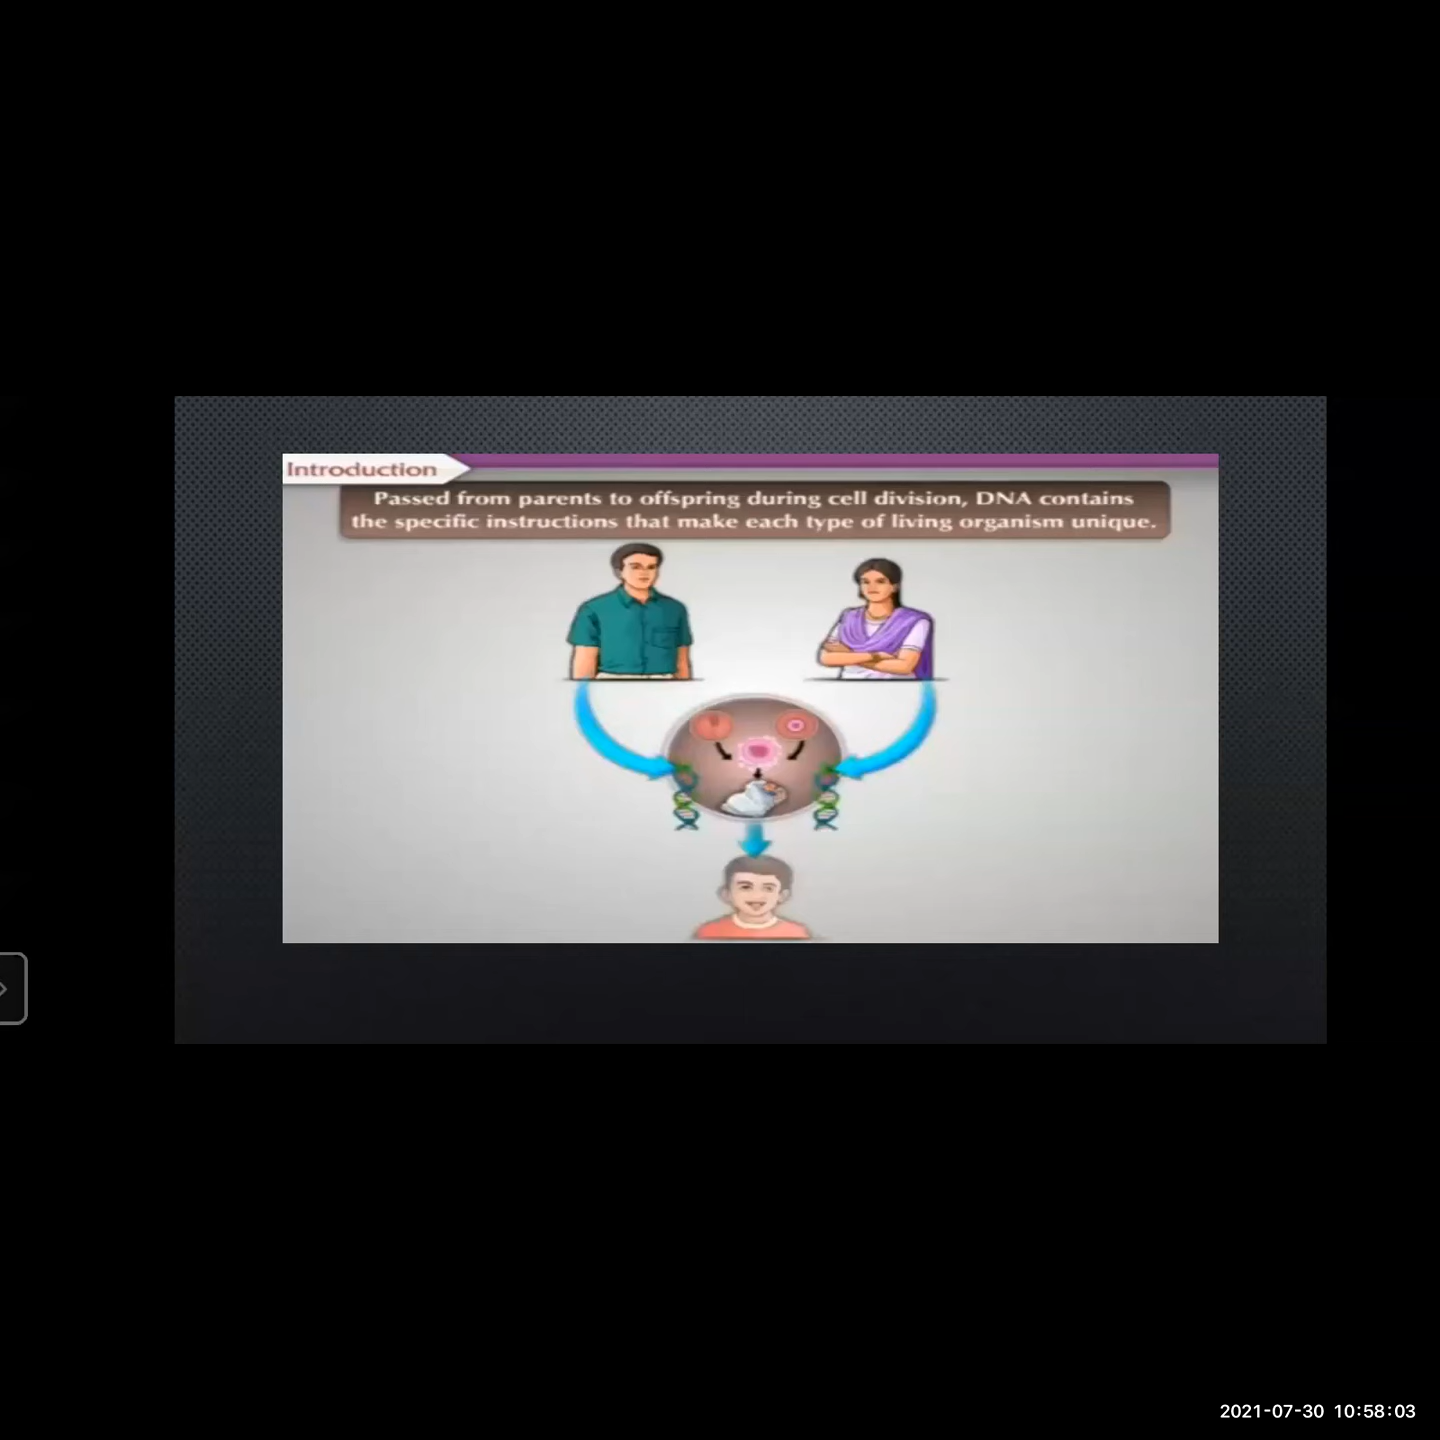 Introduction
Passed from parents to offspring during cell division, DNA contains
the specific instructions that make each type of living organism unique.
2021-07-30 10:58:03